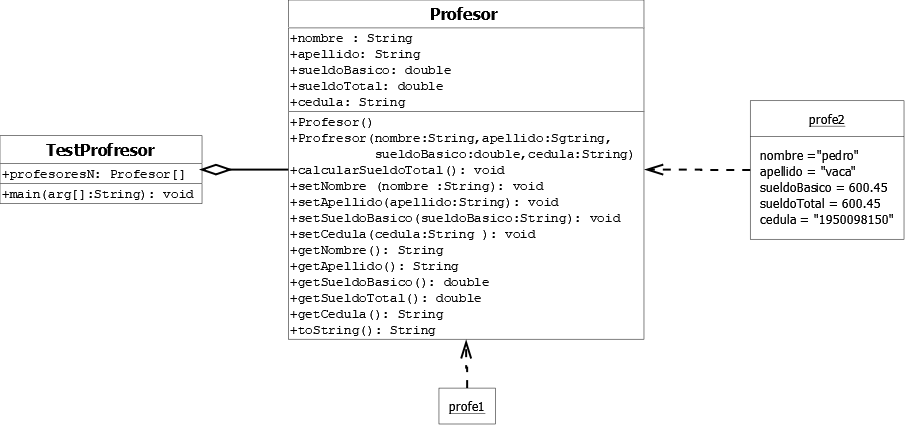 Profesor
+nombre : String
+apellido: String
+sueldoBasico: double
+sueldoTotal: double
+cedula: String
+Profesor()
+Profresor(nombre:String,apellido:Sgtring,
sueldoBasico:double,cedula:String)
+calcularSueldoTotal(): void
+setNombre (nombre :String): void
+setApellido(apellido:String): void
+setSueldoBasico(sueldoBasico:String): void
+setCedula(cedula:String ): void
+getNombre(): String
+getApellido(): String
+getSueldoBasico(): double
+getSueldoTotal(): double
+getCedula(): String
+toString(): String
TestProfresor
+profesoresN: Profesor[]
+main(arg[]:String): void
profe2
nombre ="pedro"
apellido = "vaca"
sueldoBasico = 600.45
sueldoTotal = 600.45
cedula = "1950098150"
profe1